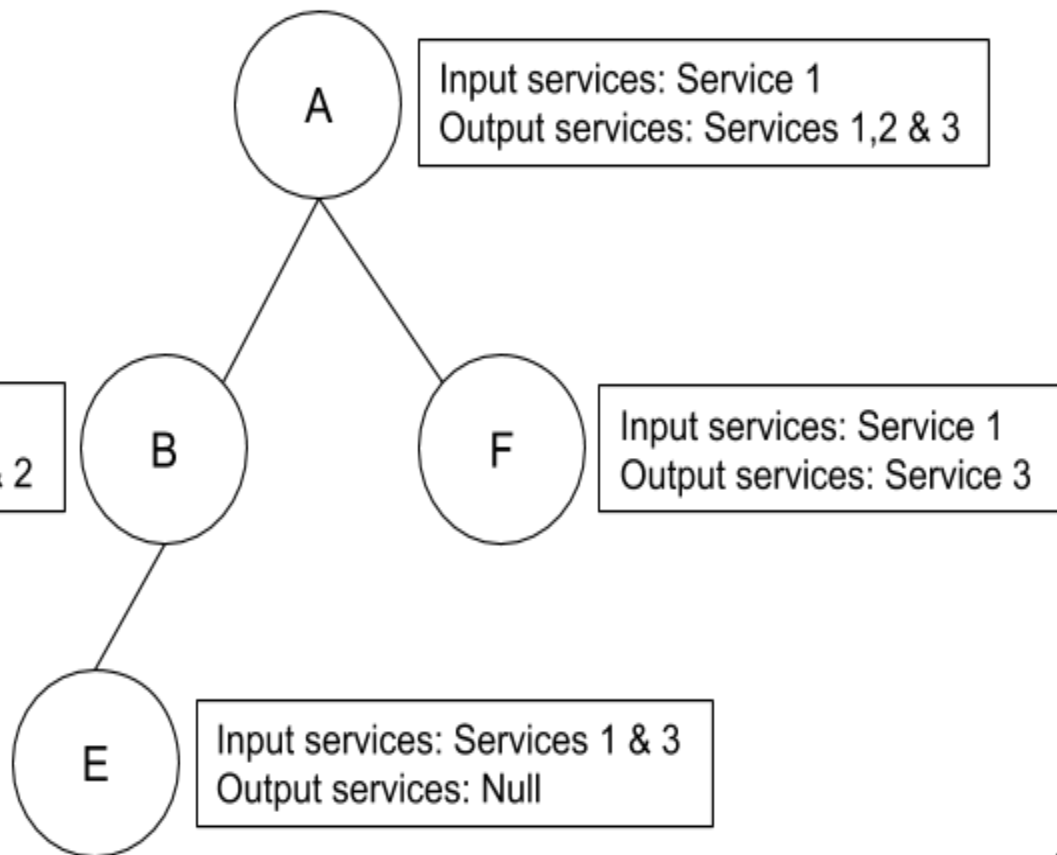 A
Input services: Service 1
Output services: Services 1,2 & 3
B
& 2
F
Input services: Service 1
Output services: Service 3
E
Input services: Services 1 & 3
Output services: Null